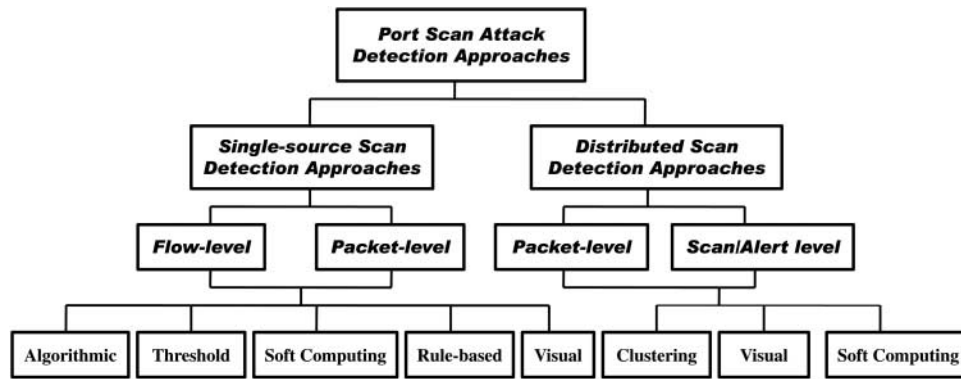 Port Scan Attack
Detection Approaches
Single-source Scan
Detection Approaches
Distributed Scan
Detection Approaches
Flow-level
Packet-level
Packet-level
Scan/Alert level
Algorithmic
Threshold
Soft Computing
Rule-based
Visual
Clustering
Visual
Soft Computing